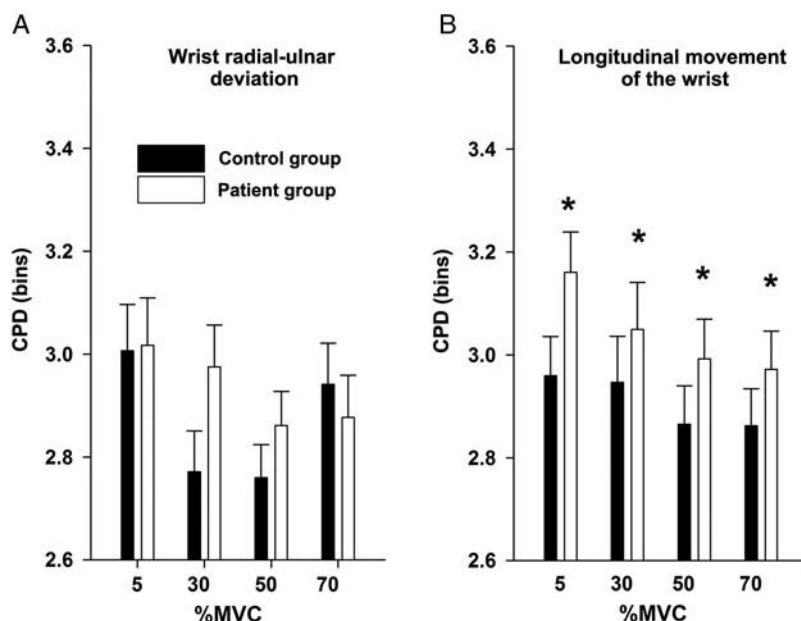 A
Wrist radial-ulnar
deviation
Control group
Patient group
CPD (bins)
3.6
3.4
3.2
3.0
2.8
2.6
5 30 50 70
%MVC
B
Longitudinal movement
of the wrist
CPD (bins)
3.6
3.4
3.2
3.0
2.8
2.6
* * * *
5 30 50 70
%MVC